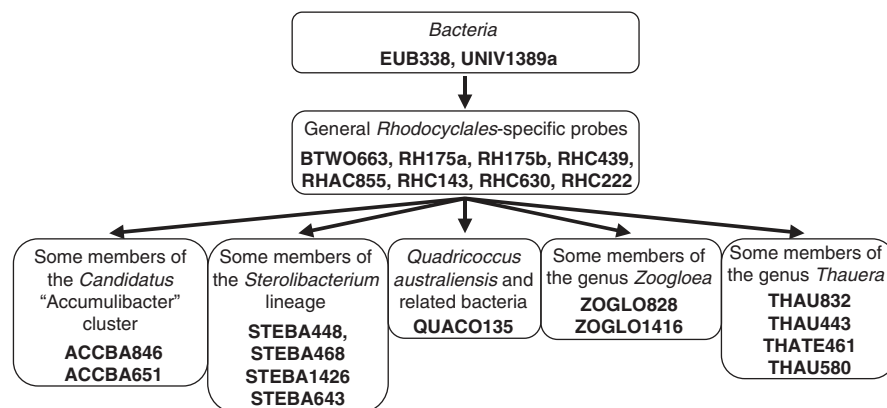 Bacteria
EUB338, UNIV1389a
General Rhodocyclales-specific probes
BTWO663, RH175a, RH175b, RHC439,
RHAC855, RHC143, RHC630, RHC222
Some members of
the Candidatus
“Accumulibacter”
cluster
ACCBA846
ACCBA651
Some members of
the Sterolibacterium
lineage
STEBA448,
STEBA468
STEBA1426
STEBA643
Quadricoccus
australiensis and
related bacteria
QUACO135
Some members of
the genus Zoogloea
ZOGLO828
ZOGLO1416
Some members of
the genus Thauera
THAU832
THAU443
THATE461
THAU580